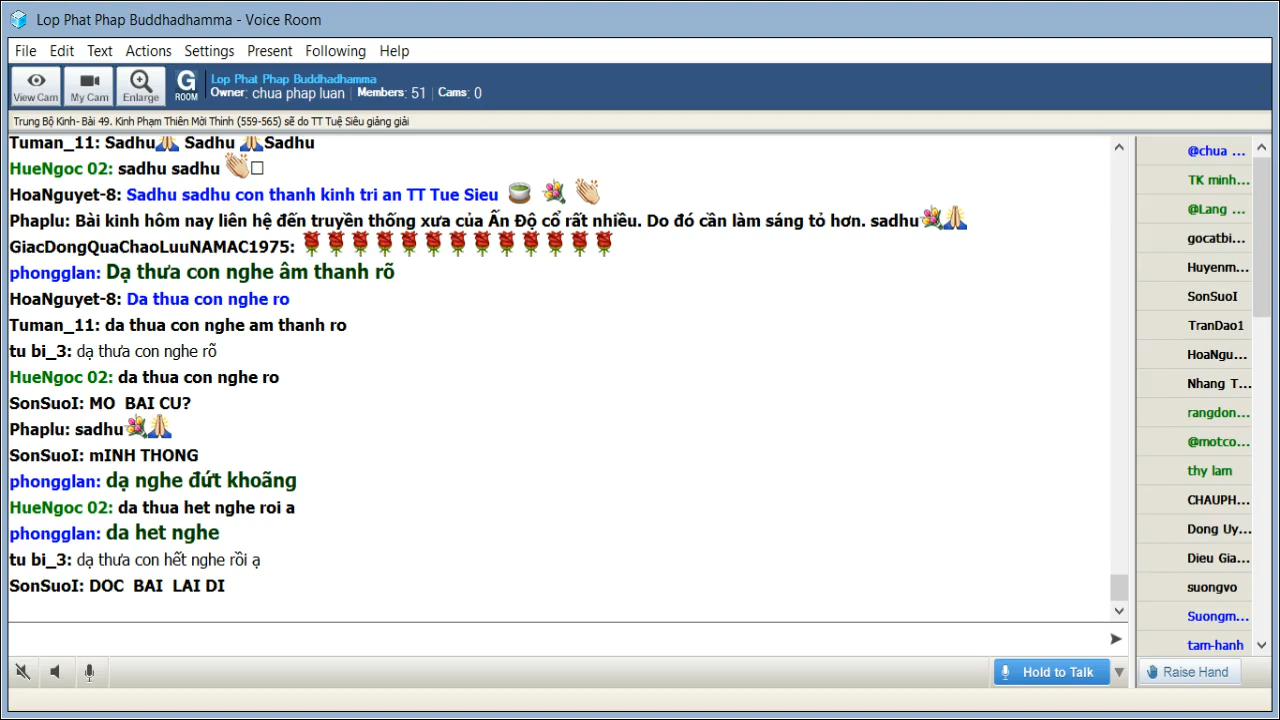 Lop Phat Phap Buddhadhamma - Voice Room
File Edit Text Actions Settings Present Following Help
View Cam My Cam Enlarge G ROOM
Lop Phat Phap Buddhadhamma
Owner: chua phap luan Members: 51 Cams: 0
Trung Bộ Kinh- Bài 49. Kinh Phạm Thiên Mời Thỉnh (559-565) sẽ do TT Tuệ Siêu giảng giải
Tuman_11: Sadhu🙏 Sadhu 🙏Sadhu
HueNgoc 02: sadhu sadhu 👏□
HoaNguyet-8: Sadhu sadhu con thanh kinh tri an TT Tue Sieu 🍵 💐 👏
Phaplu: Bài kinh hôm nay liên hệ đến truyền thống xưa của Ấn Độ cổ rất nhiều. Do đó cần làm sáng tỏ hơn. sadhu💐🙏
GiacDongQuaChaoLuuNAMAC1975: 🌹🌹🌹🌹🌹🌹🌹🌹🌹🌹🌹🌹🌹
phongglan: Dạ thưa con nghe âm thanh rõ
HoaNguyet-8: Da thua con nghe ro
Tuman_11: da thua con nghe am thanh ro
tu bi_3: dạ thưa con nghe rõ
HueNgoc 02: da thua con nghe ro
SonSuoI: MO BAI CU?
Phaplu: sadhu💐🙏
SonSuoI: mINH THONG
phongglan: dạ nghe đứt khoãng
HueNgoc 02: da thua het nghe roi a
phongglan: da het nghe
tu bi_3: dạ thưa con hết nghe rồi ạ
SonSuoI: DOC BAI LAI DI
@chua ...
TK minh...
@Lang ...
gocatbi...
Huyenm...
SonSuoI
TranDao1
HoaNgu...
Nhang T...
rangdon...
@motco...
thy lam
CHAUPH...
Dong Uy...
Dieu Gia...
suongvo
Suongm...
tam-hanh
Hold to Talk
Raise Hand